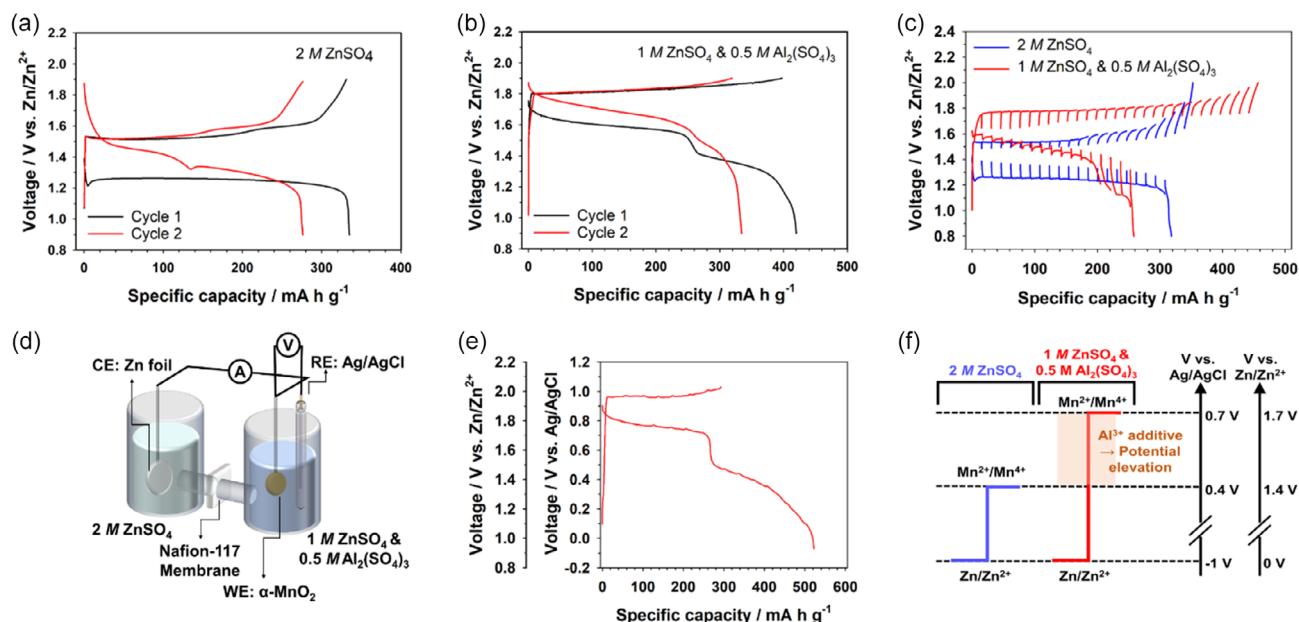 (a)
2 M ZnSO4
2.2
2.0
1.8
1.6
1.4
1.2
1.0
0.8
Voltage / V vs. Zn/Zn2+
Cycle 1
Cycle 2
0
100
200
300
400
Specific capacity / mA h g-1
(b)
1 M ZnSO4 & 0.5 M Al2(SO4)3
2.2
2.0
1.8
1.6
1.4
1.2
1.0
0.8
Voltage / V vs. Zn/Zn2+
Cycle 1
Cycle 2
0
100
200
300
400
500
Specific capacity / mA h g-1
(c)
2 M ZnSO4
1 M ZnSO4 & 0.5 M Al2(SO4)3
2.4
2.2
2.0
1.8
1.6
1.4
1.2
1.0
0.8
Voltage / V vs. Zn/Zn2+
0
100
200
300
400
500
Specific capacity / mA h g-1
(d)
V
A
CE: Zn foil
RE: Ag/AgCl
2 M ZnSO4
Nafion-117
Membrane
WE: α-MnO2
1 M ZnSO4 &
0.5 M Al2(SO4)3
(e)
Voltage / V vs. Zn/Zn2+
2.2
2.0
1.8
1.6
1.4
1.2
1.0
0.8
Voltage / V vs. Ag/AgCl
1.2
1.0
0.8
0.6
0.4
0.2
0.0
-0.2
0
100
200
300
400
500
600
Specific capacity / mA h g-1
(f)
2 M ZnSO4
1 M ZnSO4 &
0.5 M Al2(SO4)3
V vs.
Ag/AgCl
V vs.
Zn/Zn2+
Mn2+/Mn4+
0.7 V
1.7 V
Al3+ additive
→ Potential
elevation
Mn2+/Mn4+
0.4 V
1.4 V
Zn/Zn2+
Zn/Zn2+
-1 V
0 V